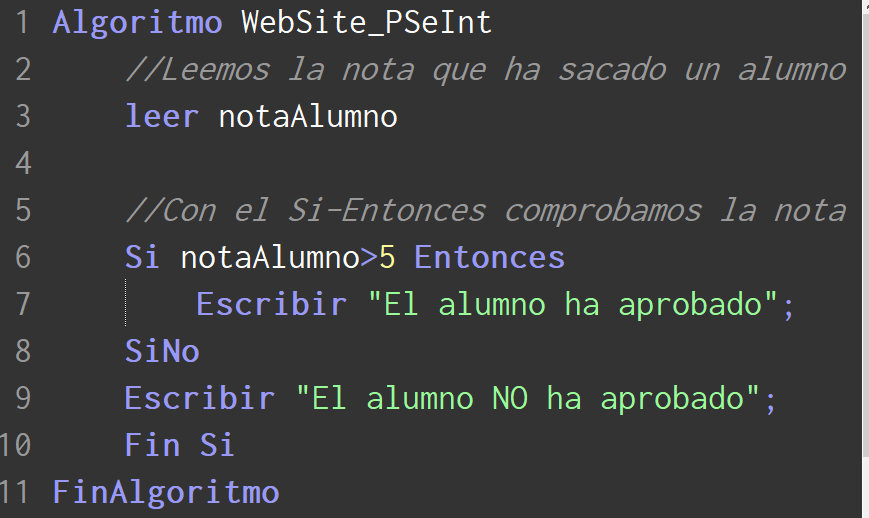 1 Algoritmo WebSite_PSeInt
2 //Leemos la nota que ha sacado un alumno
3 leer notaAlumno
4
5 //Con el Si-Entonces comprobamos la nota
6 Si notaAlumno>5 Entonces
7 Escribir "El alumno ha aprobado";
8 SiNo
9 Escribir "El alumno NO ha aprobado";
10 Fin Si
11 FinAlgoritmo